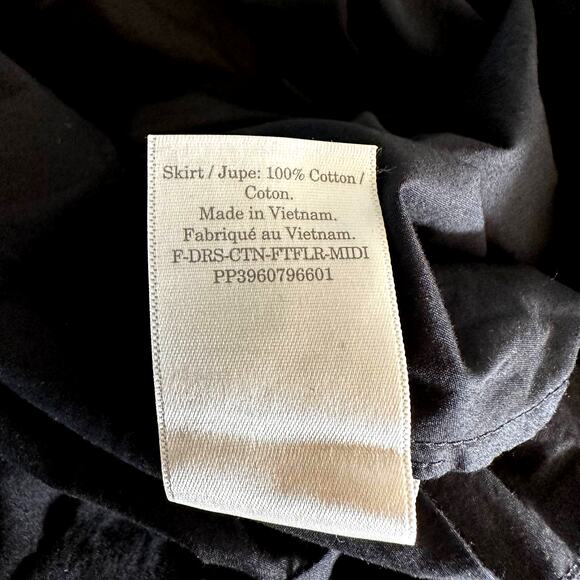 Skirt / Jupe: 100% Cotton /
Coton.
Made in Vietnam.
Fabriqué au Vietnam.
F-DRS-CTN-FTFLR-MIDI
PP3960796601